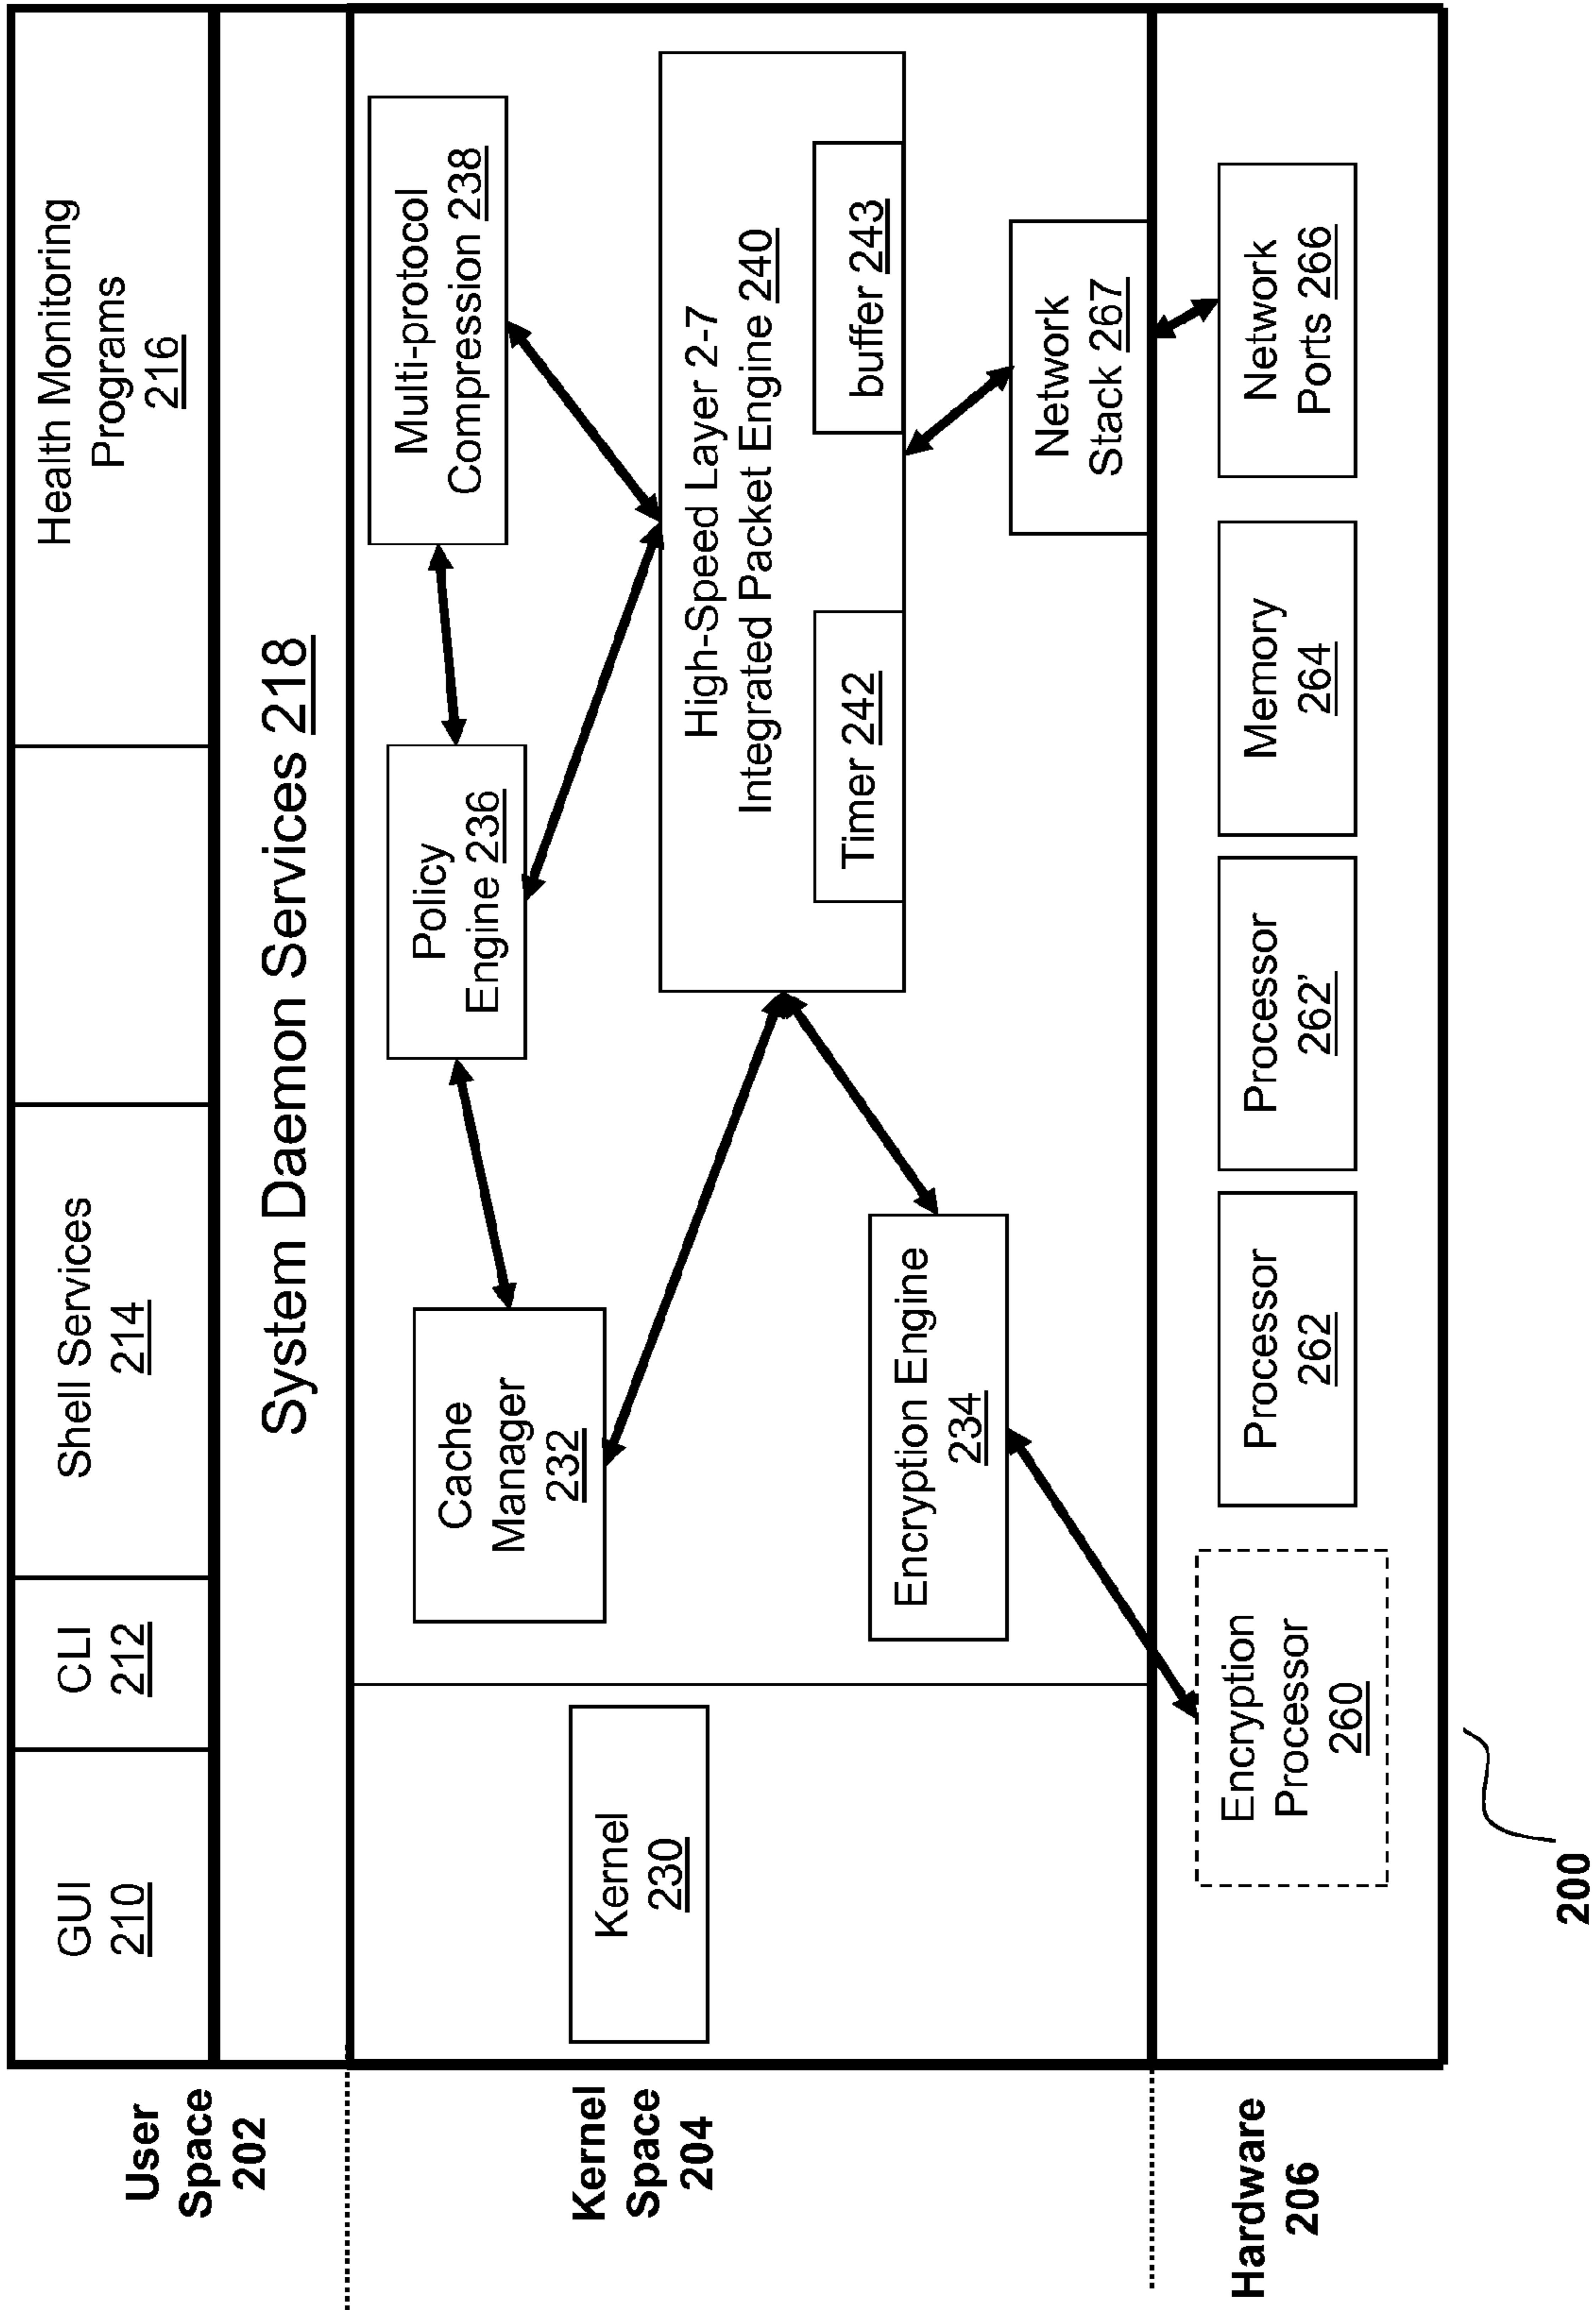 User
Space
202
GUI
210
CLI
212
Shell Services
214
Health Monitoring
Programs
216
System Daemon Services 218
Kernel
Space
204
Kernel
230
Cache
Manager
232
Policy
Engine 236
Multi-protocol
Compression 238
High-Speed Layer 2-7
Integrated Packet Engine 240
Timer 242
buffer 243
Encryption Engine
234
Network
Stack 267
Hardware
206
Encryption
Processor
260
Processor
262
Processor
262’
Memory
264
Network
Ports 266
200